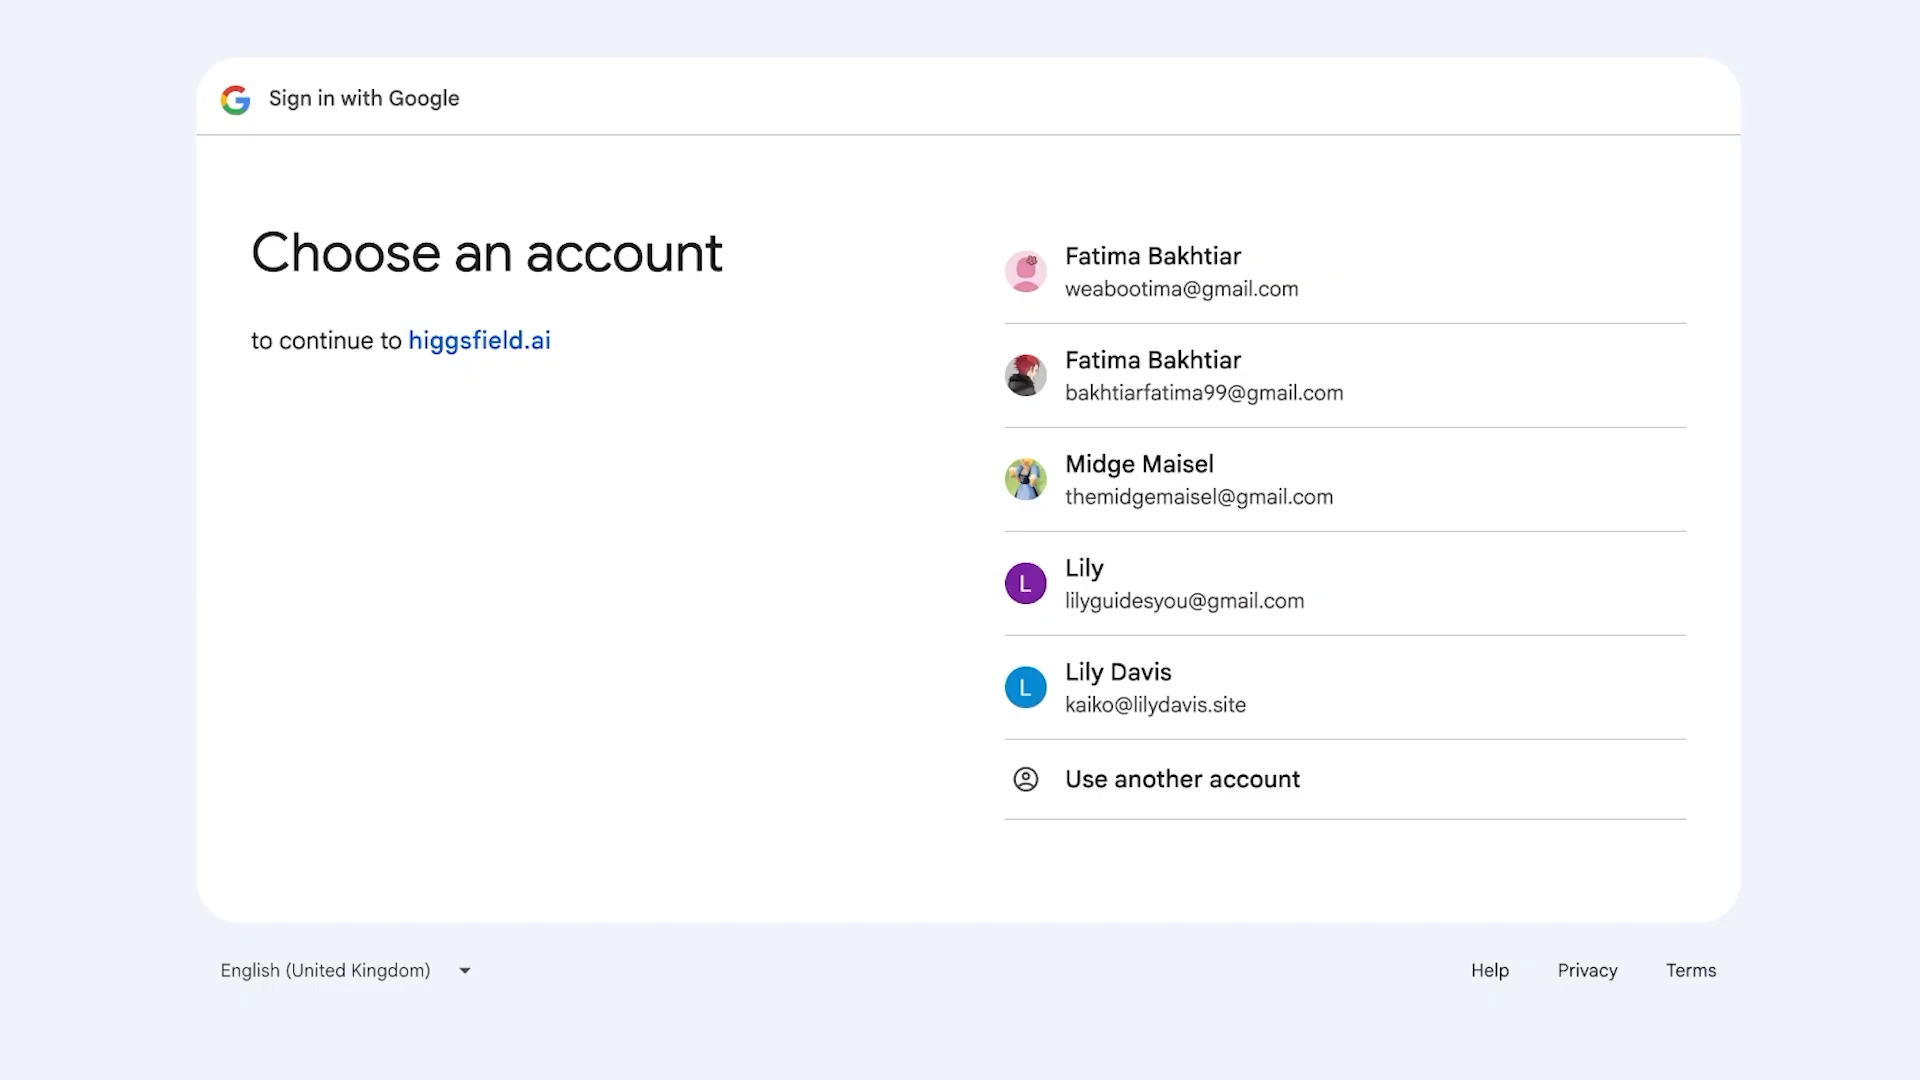 Sign in with Google
Choose an account
to continue to higgsfield.ai
Fatima Bakhtiar
weabootima@gmail.com
Fatima Bakhtiar
bakhtiarfatima99@gmail.com
Midge Maisel
themidgemaisel@gmail.com
L
Lily
lilyguidesyou@gmail.com
L
Lily Davis
kaiko@lilydavis.site
Use another account
English (United Kingdom)
Help
Privacy
Terms